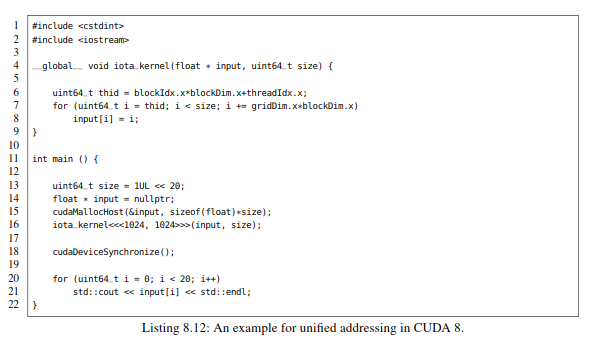 1 #include <cstdint>
2 #include <iostream>
3
4 __global__ void iota_kernel(float * input, uint64_t size) {
5
6     uint64_t thid = blockIdx.x*blockDim.x+threadIdx.x;
7     for (uint64_t i = thid; i < size; i += gridDim.x*blockDim.x)
8         input[i] = i;
9 }
10
11 int main () {
12
13     uint64_t size = 1UL << 20;
14     float * input = nullptr;
15     cudaMallocHost(&input, sizeof(float)*size);
16     iota_kernel<<<1024, 1024>>>(input, size);
17
18     cudaDeviceSynchronize();
19
20     for (uint64_t i = 0; i < 20; i++)
21         std::cout << input[i] << std::endl;
22 }
Listing 8.12: An example for unified addressing in CUDA 8.